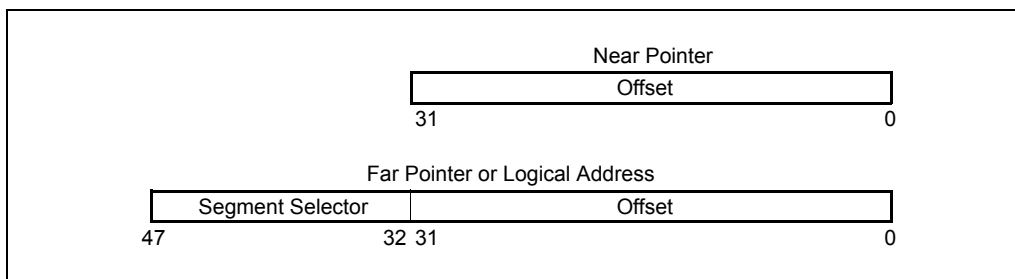 Near Pointer
Offset
31 0
Far Pointer or Logical Address
Segment Selector Offset
47 32 31 0